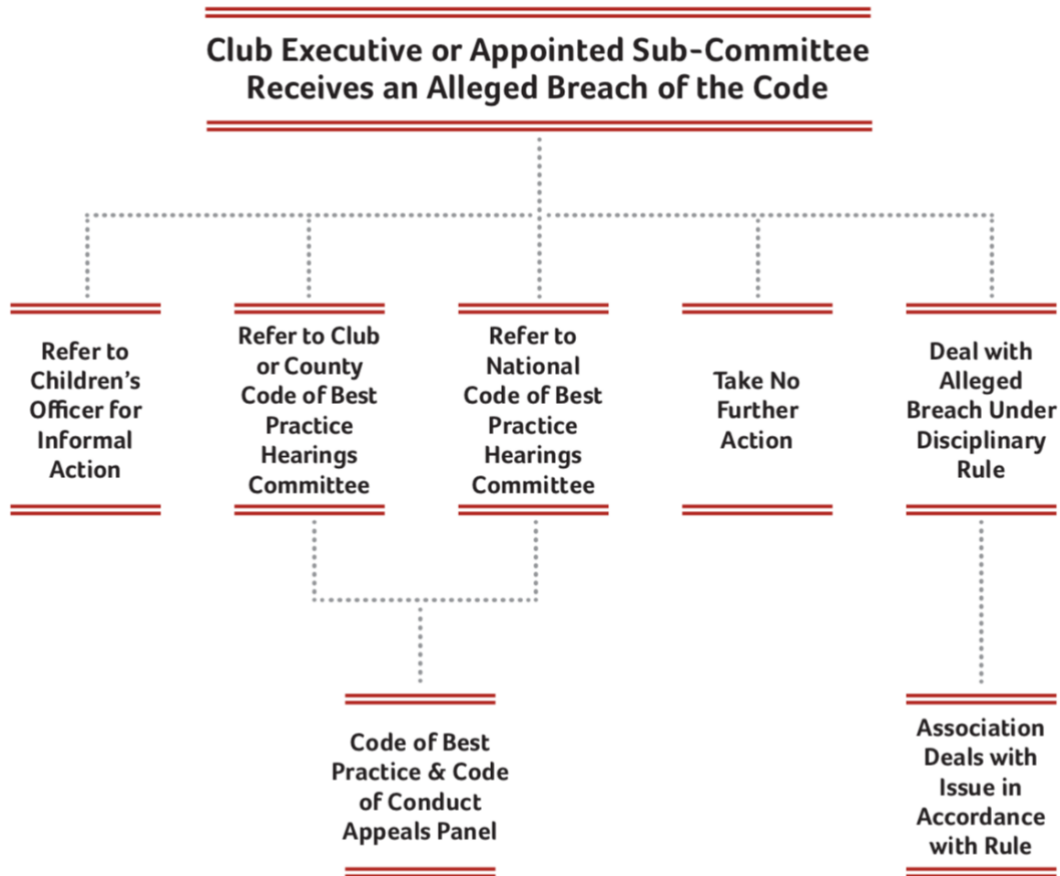 Club Executive or Appointed Sub-Committee
Receives an Alleged Breach of the Code
Refer to
Children's
Officer for
Informal
Action
Refer to Club
or County
Code of Best
Practice
Hearings
Committee
Refer to
National
Code of Best
Practice
Hearings
Committee
Take No
Further
Action
Deal with
Alleged
Breach Under
Disciplinary
Rule
Code of Best
Practice & Code
of Conduct
Appeals Panel
Association
Deals with
Issue in
Accordance
with Rule